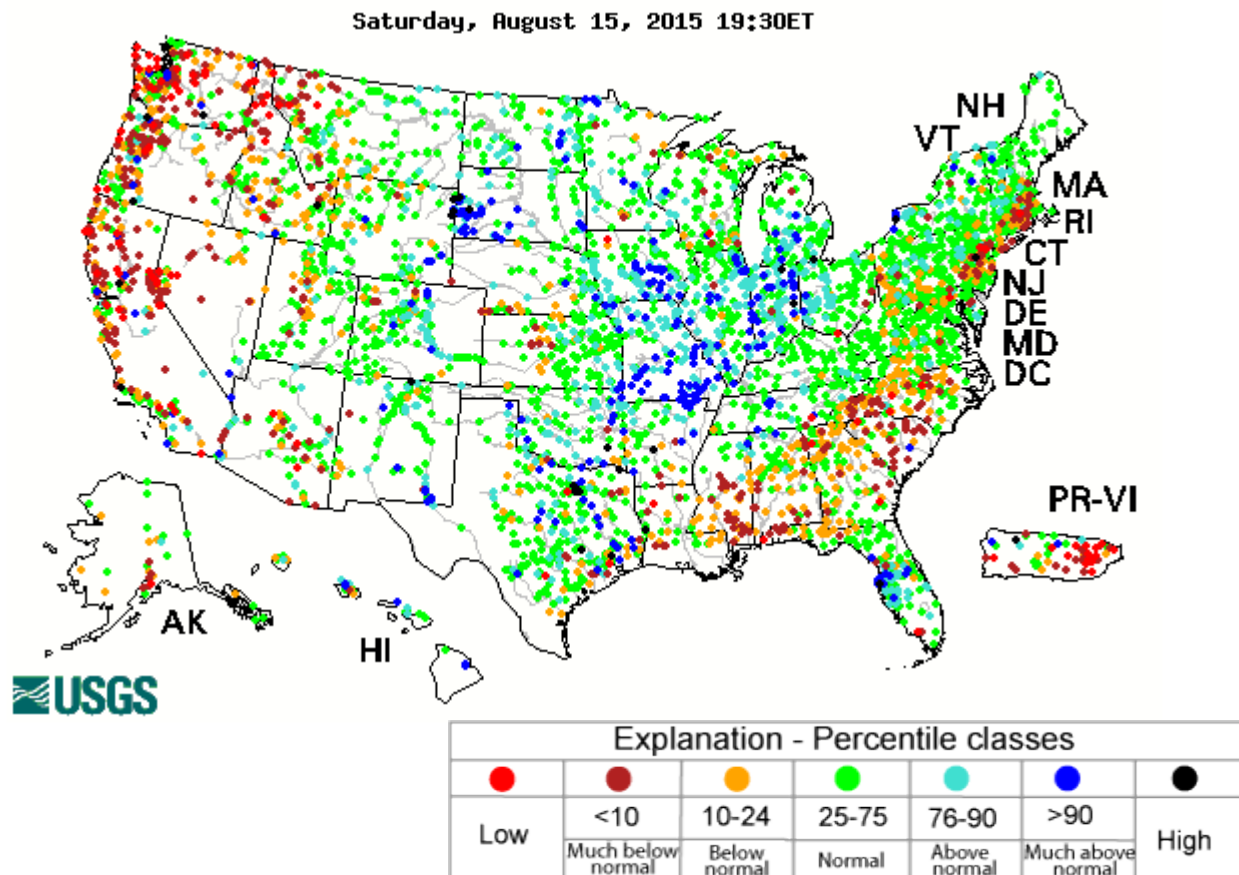 Saturday, August 15, 2015 19:30ET
NH
VT
MA
RI
CT
NJ
DE
MD
DC
PR-VI
AK
HI
USGS
Explanation - Percentile classes
Low <10 10-24 25-75 76-90 >90 High
Much below normal Below normal Normal Above normal Much above normal